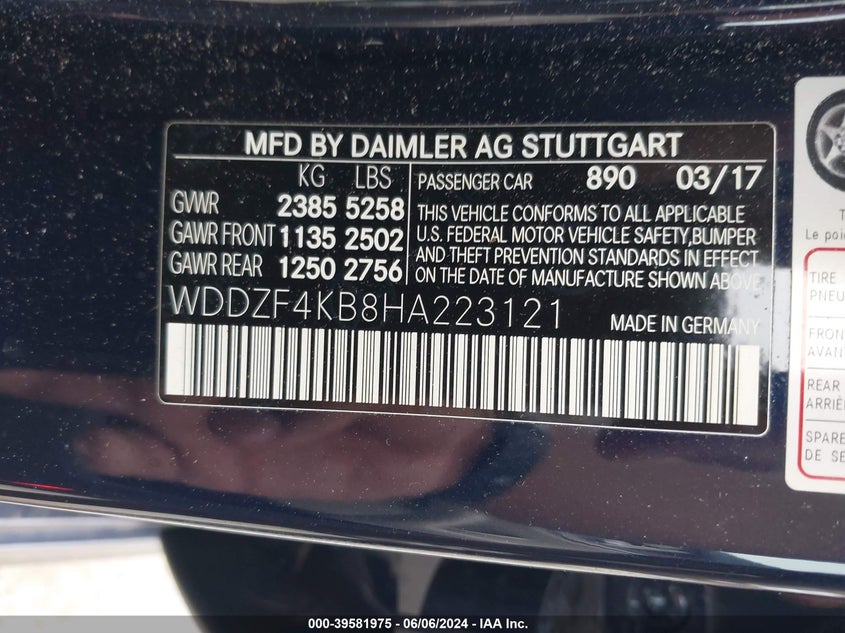 MFD BY DAIMLER AG STUTTGART
KG LBS
GVWR 2385 5258
GAWR FRONT 1135 2502
GAWR REAR 1250 2756
PASSENGER CAR 890 03/17
THIS VEHICLE CONFORMS TO ALL APPLICABLE
U.S. FEDERAL MOTOR VEHICLE SAFETY,BUMPER
AND THEFT PREVENTION STANDARDS IN EFFECT
ON THE DATE OF MANUFACTURE SHOWN ABOVE
WDDZF4KB8HA223121 MADE IN GERMANY
T
Le poi
TIRE
PNEU
FRON
AVAN
REAR
ARRIÈ
SPARE
DE SE
000-39581975 - 06/06/2024 - IAA Inc.